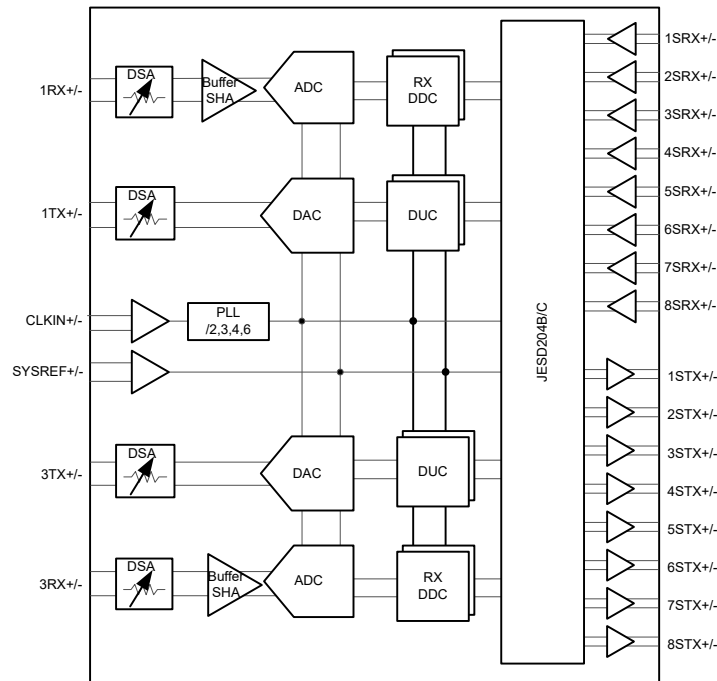 1RX+/-
DSA
Buffer
SHA
ADC
RX
DDC
1TX+/-
DSA
DAC
DUC
CLKIN+/-
PLL
/2,3,4,6
SYSREF+/-
3TX+/-
DSA
DAC
DUC
3RX+/-
DSA
Buffer
SHA
ADC
RX
DDC
JESD204B/C
1SRX+/-
2SRX+/-
3SRX+/-
4SRX+/-
5SRX+/-
6SRX+/-
7SRX+/-
8SRX+/-
1STX+/-
2STX+/-
3STX+/-
4STX+/-
5STX+/-
6STX+/-
7STX+/-
8STX+/-